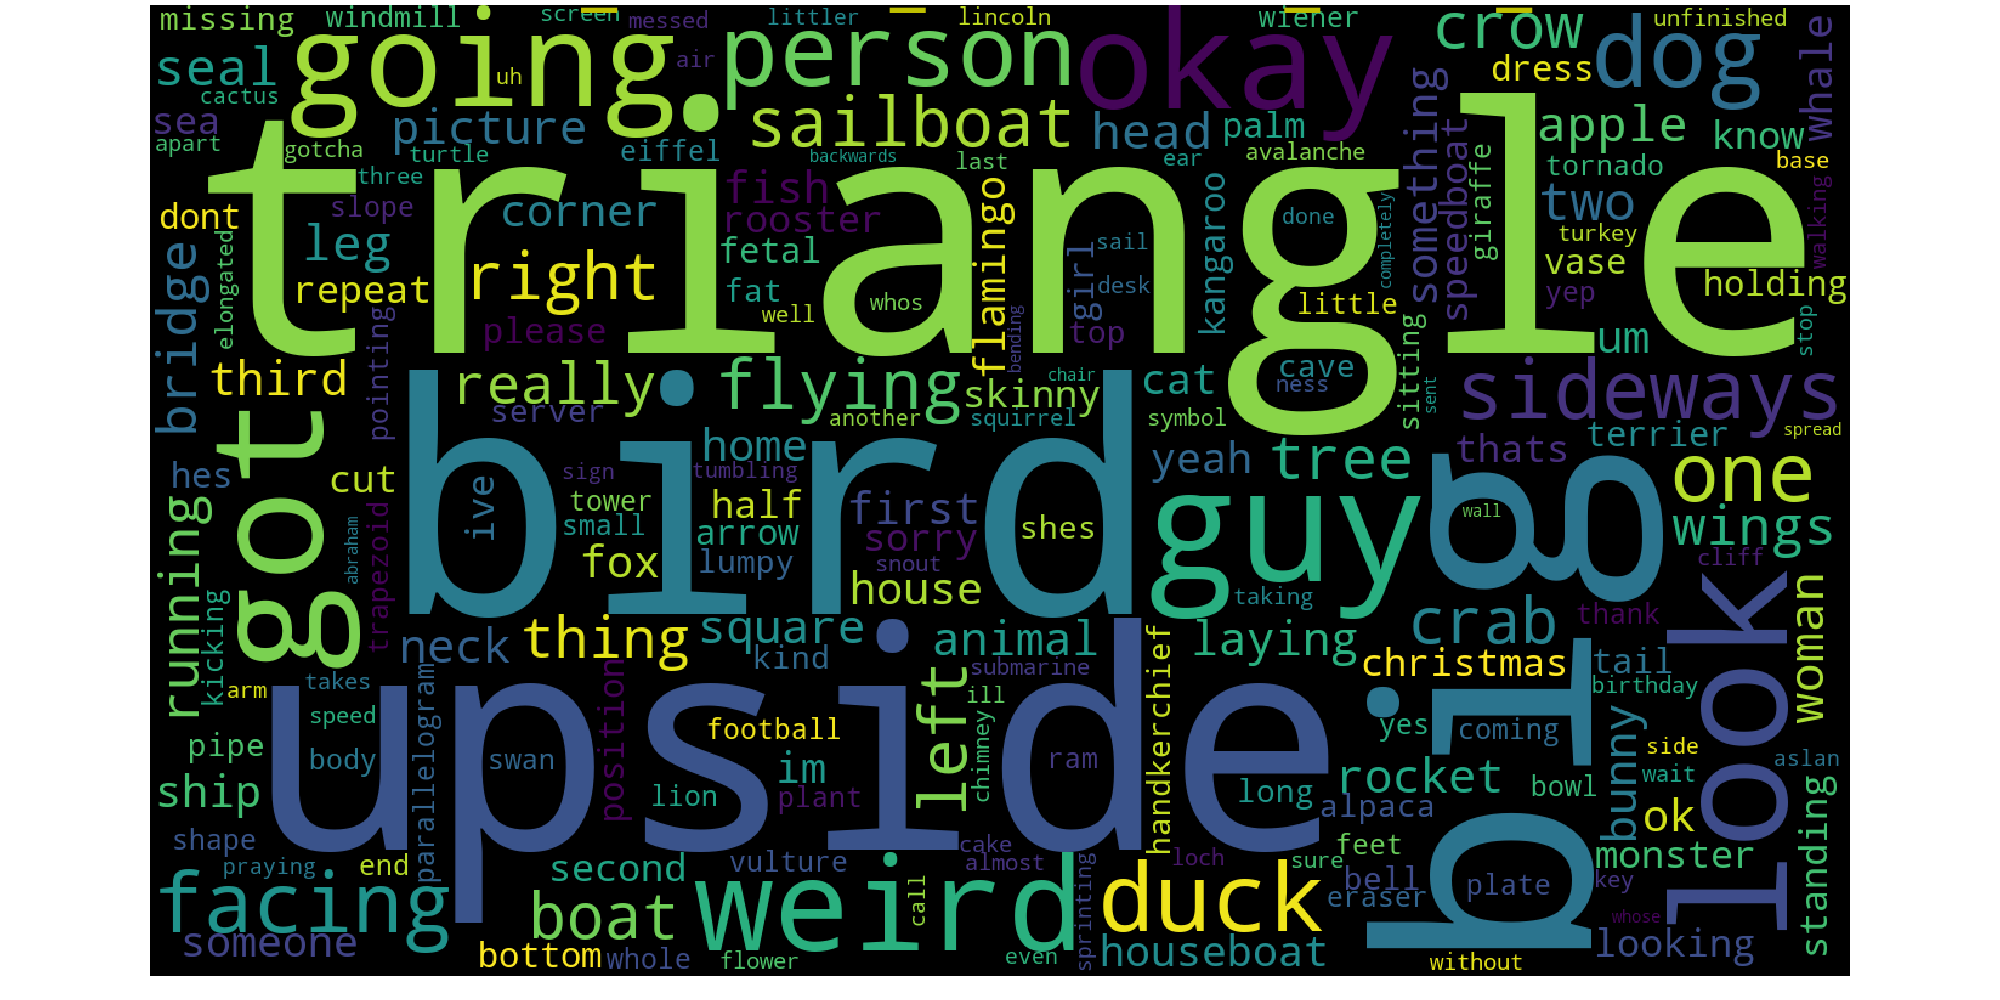 missing
windmill
screen
messed
littler
lincoln
wiener
unfinished
seal
going
uh
air
person
okay
crow
dog
dress
whale
cactus
sea
picture
sailboat
head
palm
something
apple
know
apart
gotcha
turtle
eiffel
backwards
last
ear
avalanche
tornado
base
triangle
three
dont
slope
corner
fish
rooster
flamingo
kangaroo
done
completely
speedboat
giraffe
two
turkey
walking
bridge
elongated
leg
right
fetal
sail
girl
vase
repeat
fat
whos
desk
little
yep
holding
please
well
top
bending
um
stop
third
pointing
really
flying
skinny
chair
cat
cave
ness
sitting
sent
sideways
server
another
squirrel
symbol
spread
got
bird
home
yeah
tree
thats
terrier
hes
cut
ive
sign
tumbling
one
running
tower
half
first
guy
big
wall
wings
abraham
trapezoid
small
arrow
sorry
shes
fox
lumpy
snout
cliff
kicking
house
taking
look
thank
woman
neck
thing
square
animal
laying
crab
kind
submarine
handkerchief
christmas
tail
arm
takes
parallelogram
upside
position
left
ill
birthday
speed
football
chimney
yes
coming
bunny
side
pipe
body
swan
im
ram
aslan
ship
lion
plant
long
rocket
bowl
wait
alpaca
ok
standing
shape
cake
feet
monster
praying
end
second
vulture
weird
almost
loch
sure
bell
plate
key
facing
boat
call
sprinting
duck
eraser
whose
someone
bottom
whole
flower
even
houseboat
without
looking